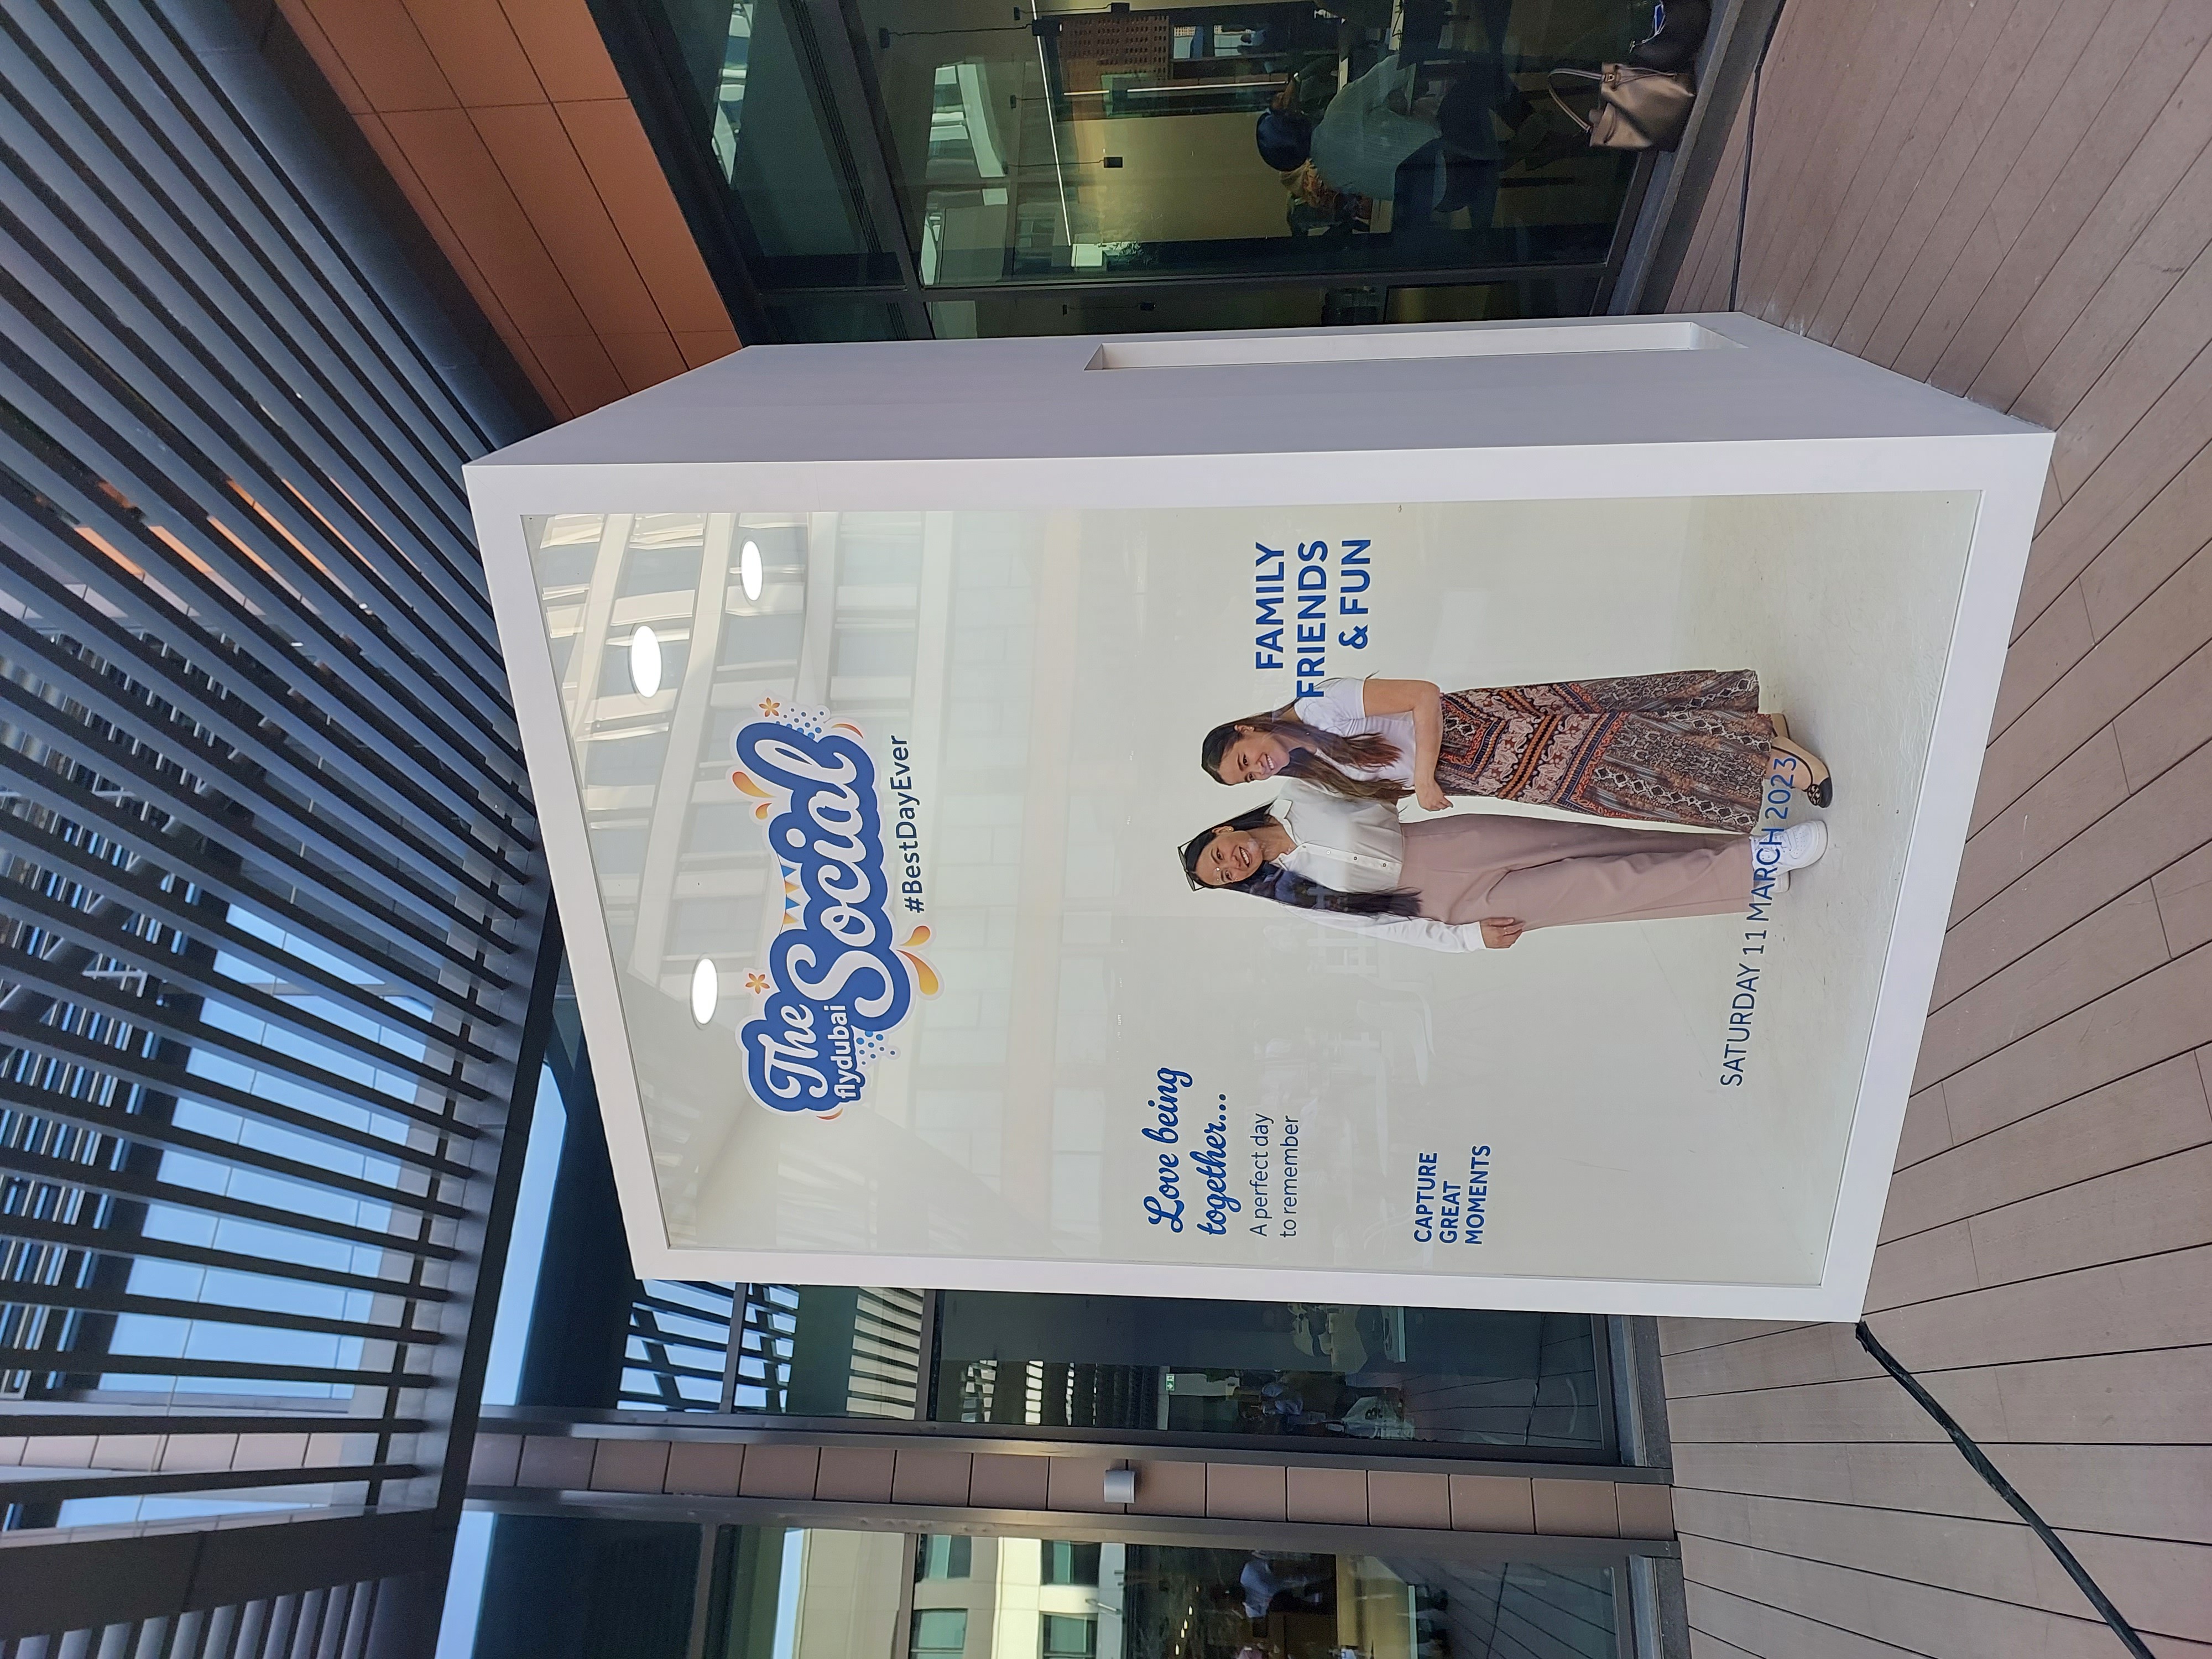 The
flydubai
Social
#BestDayEver
Love being
together...
A perfect day
to remember
FAMILY
FRIENDS
& FUN
CAPTURE
GREAT
MOMENTS
SATURDAY 11 MARCH 2023